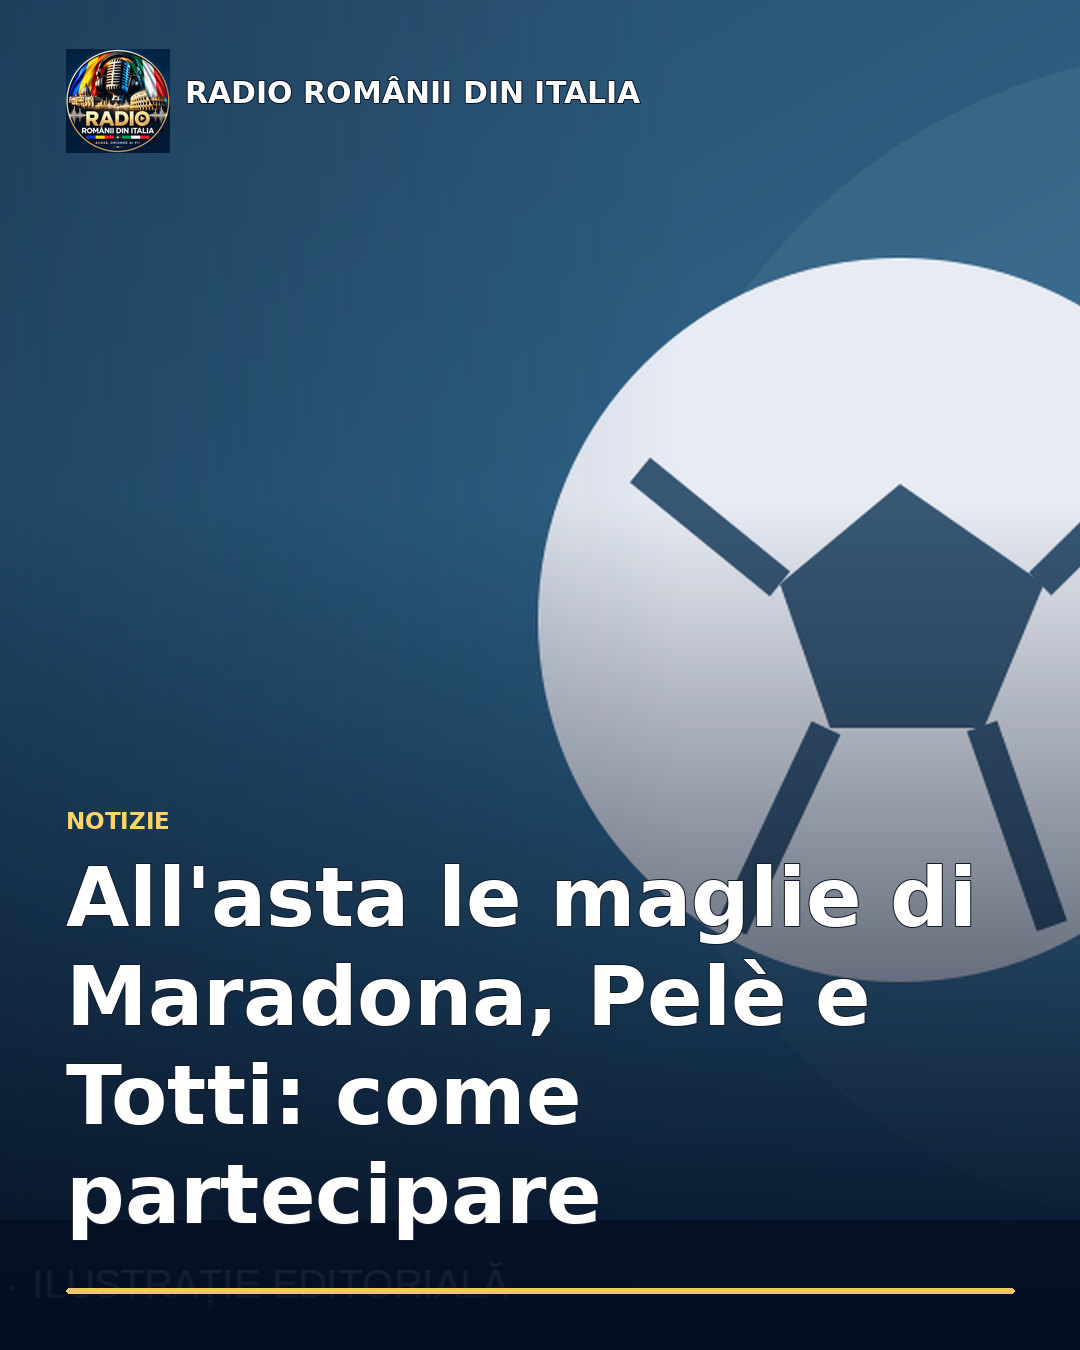 RADIO ROMÂNII DIN ITALIA
RADIO
ROMÂNII DIN ITALIA
NOTIZIE
All'asta le maglie di
Maradona, Pelè e
Totti: come
partecipare
· ILUSTRAȚIE EDITORIALĂ